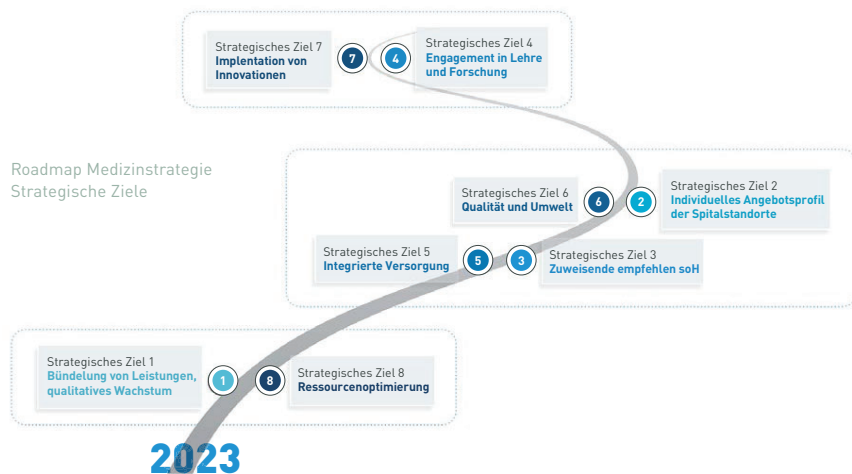 Strategisches Ziel 7
Implentation von
Innovationen
7
4
Strategisches Ziel 4
Engagement in Lehre
und Forschung
Roadmap Medizinstrategie
Strategische Ziele
Strategisches Ziel 6
Qualität und Umwelt
6
2
Strategisches Ziel 2
Individuelles Angebotsprofil
der Spitalstandorte
Strategisches Ziel 5
Integrierte Versorgung
5
3
Strategisches Ziel 3
Zuweisende empfehlen soH
Strategisches Ziel 1
Bündelung von Leistungen,
qualitatives Wachstum
1
8
Strategisches Ziel 8
Ressourcenoptimierung
2023